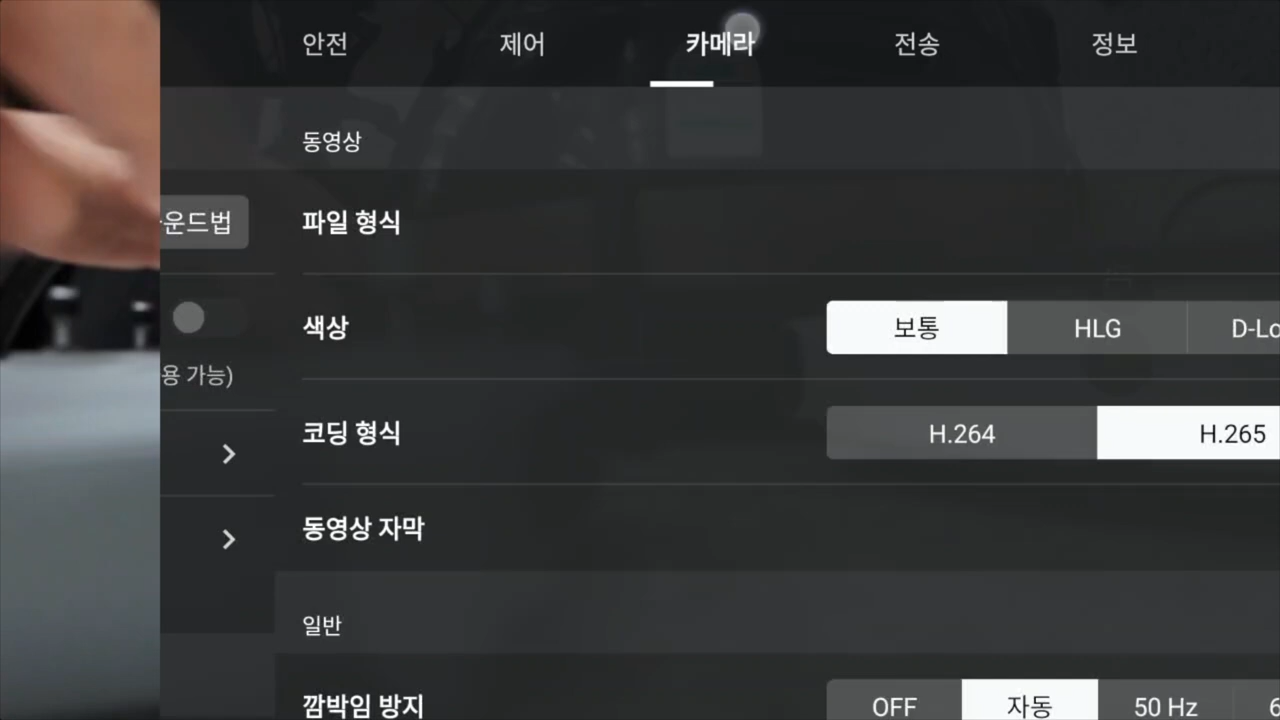 안전 제어 카메라 전송 정보
동영상
운드법
파일 형식
색상 보통 HLG D-Lo
용 가능)
코딩 형식 H.264 H.265
동영상 자막
일반
깜박임 방지 OFF 자동 50 Hz 6